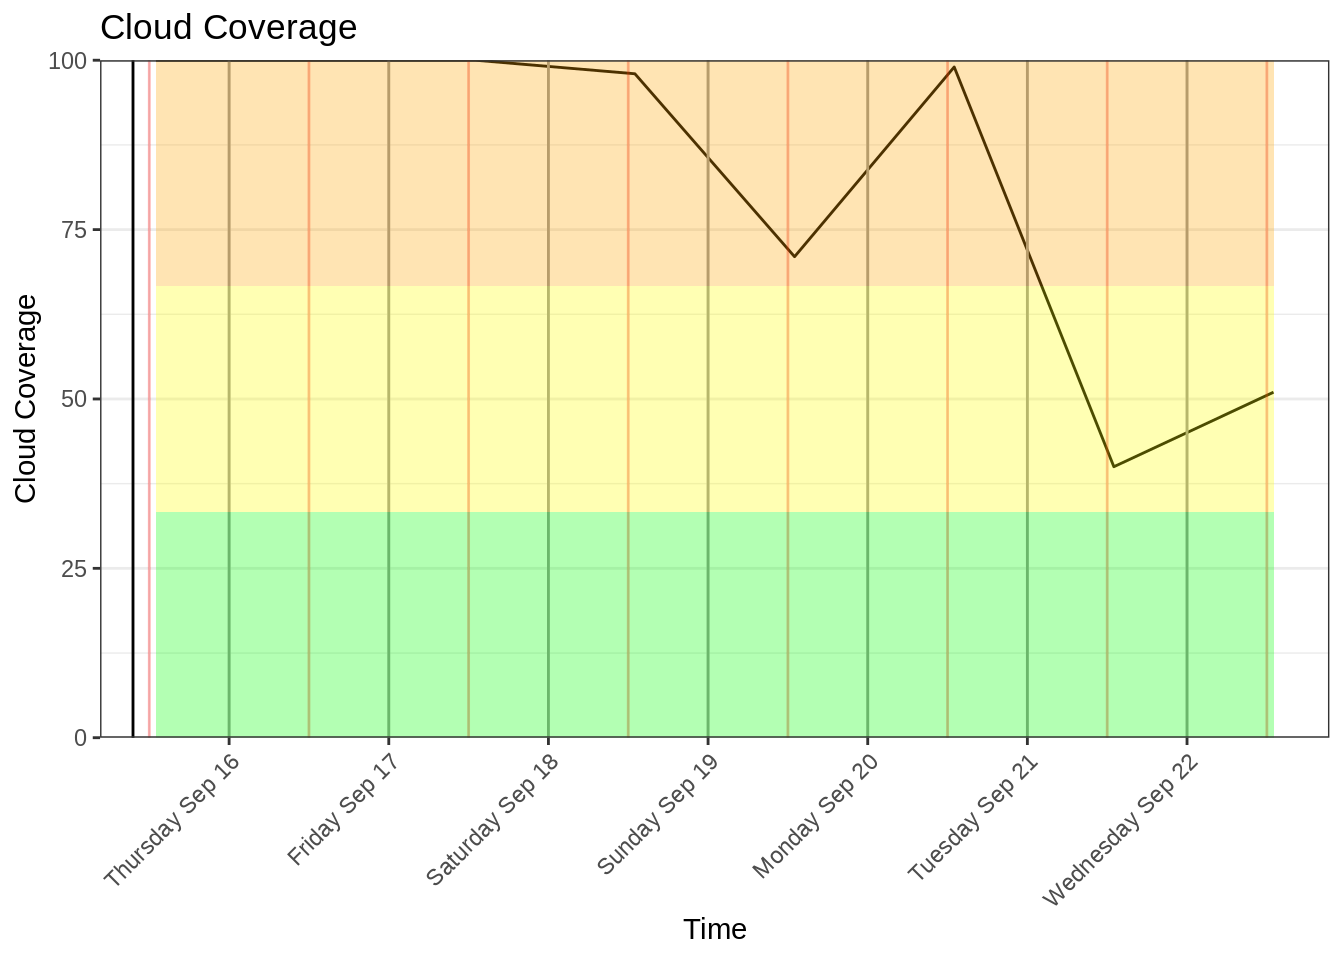 Cloud Coverage
100
75
50
25
0
Cloud Coverage
Thursday Sep 16
Friday Sep 17
Saturday Sep 18
Sunday Sep 19
Monday Sep 20
Tuesday Sep 21
Wednesday Sep 22
Time